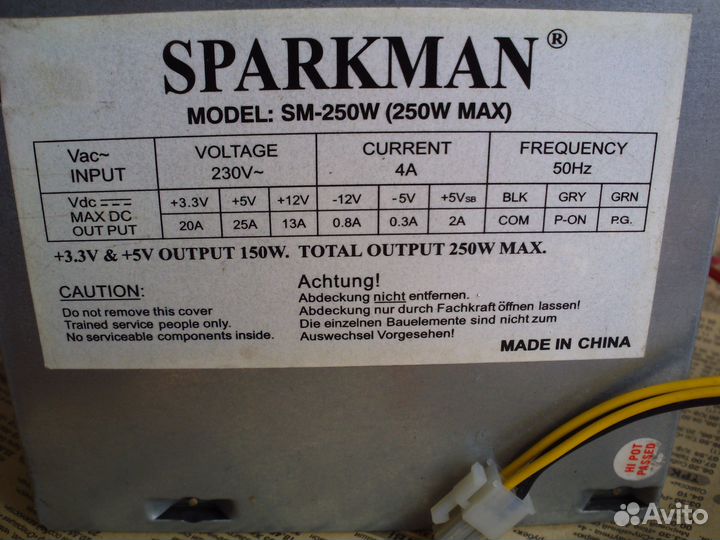 SPARKMAN®
MODEL: SM-250W (250W MAX)
Vac~ INPUT VOLTAGE 230V~ CURRENT 4A FREQUENCY 50Hz
Vdc MAX DC OUT PUT
+3.3V +5V +12V -12V -5V +5VSB BLK GRY GRN
20A 25A 13A 0.8A 0.3A 2A COM P-ON P.G.
+3.3V & +5V OUTPUT 150W. TOTAL OUTPUT 250W MAX.
CAUTION:
Do not remove this cover
Trained service people only.
No serviceable components inside.
Achtung!
Abdeckung nicht entfernen.
Abdeckung nur durch Fachkraft öffnen lassen!
Die einzelnen Bauelemente sind nicht zum
Auswechsel Vorgesehen!
MADE IN CHINA
HI POT
PASSED
Avito